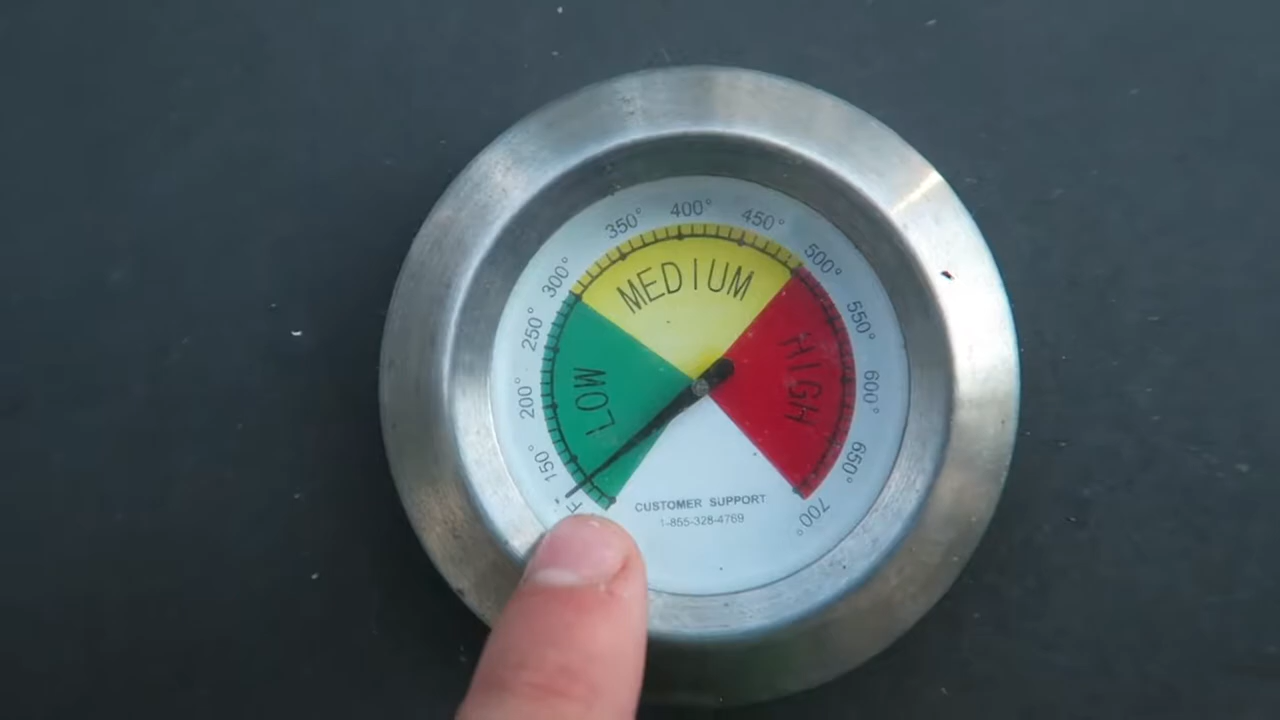 350° 400° 450°
300° 500°
MEDIUM
250° 550°
HIGH
LOW
200° 600°
150° 650°
°F 700°
CUSTOMER SUPPORT
1-855-328-4769